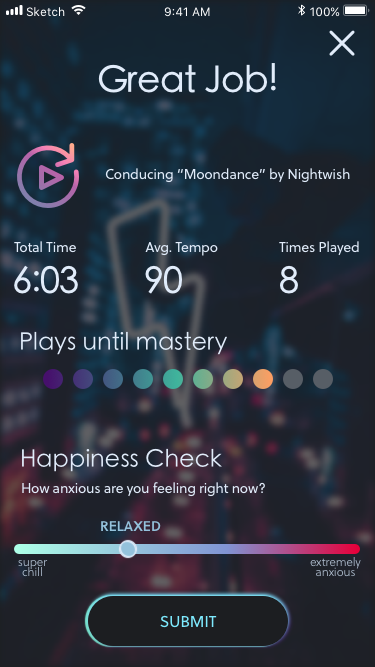 Sketch 9:41 AM 100%
Great Job!
Conducing “Moondance” by Nightwish
Total Time Avg. Tempo Times Played
6:03 90 8
Plays until mastery
Happiness Check
How anxious are you feeling right now?
RELAXED
super extremely
chill anxious
SUBMIT